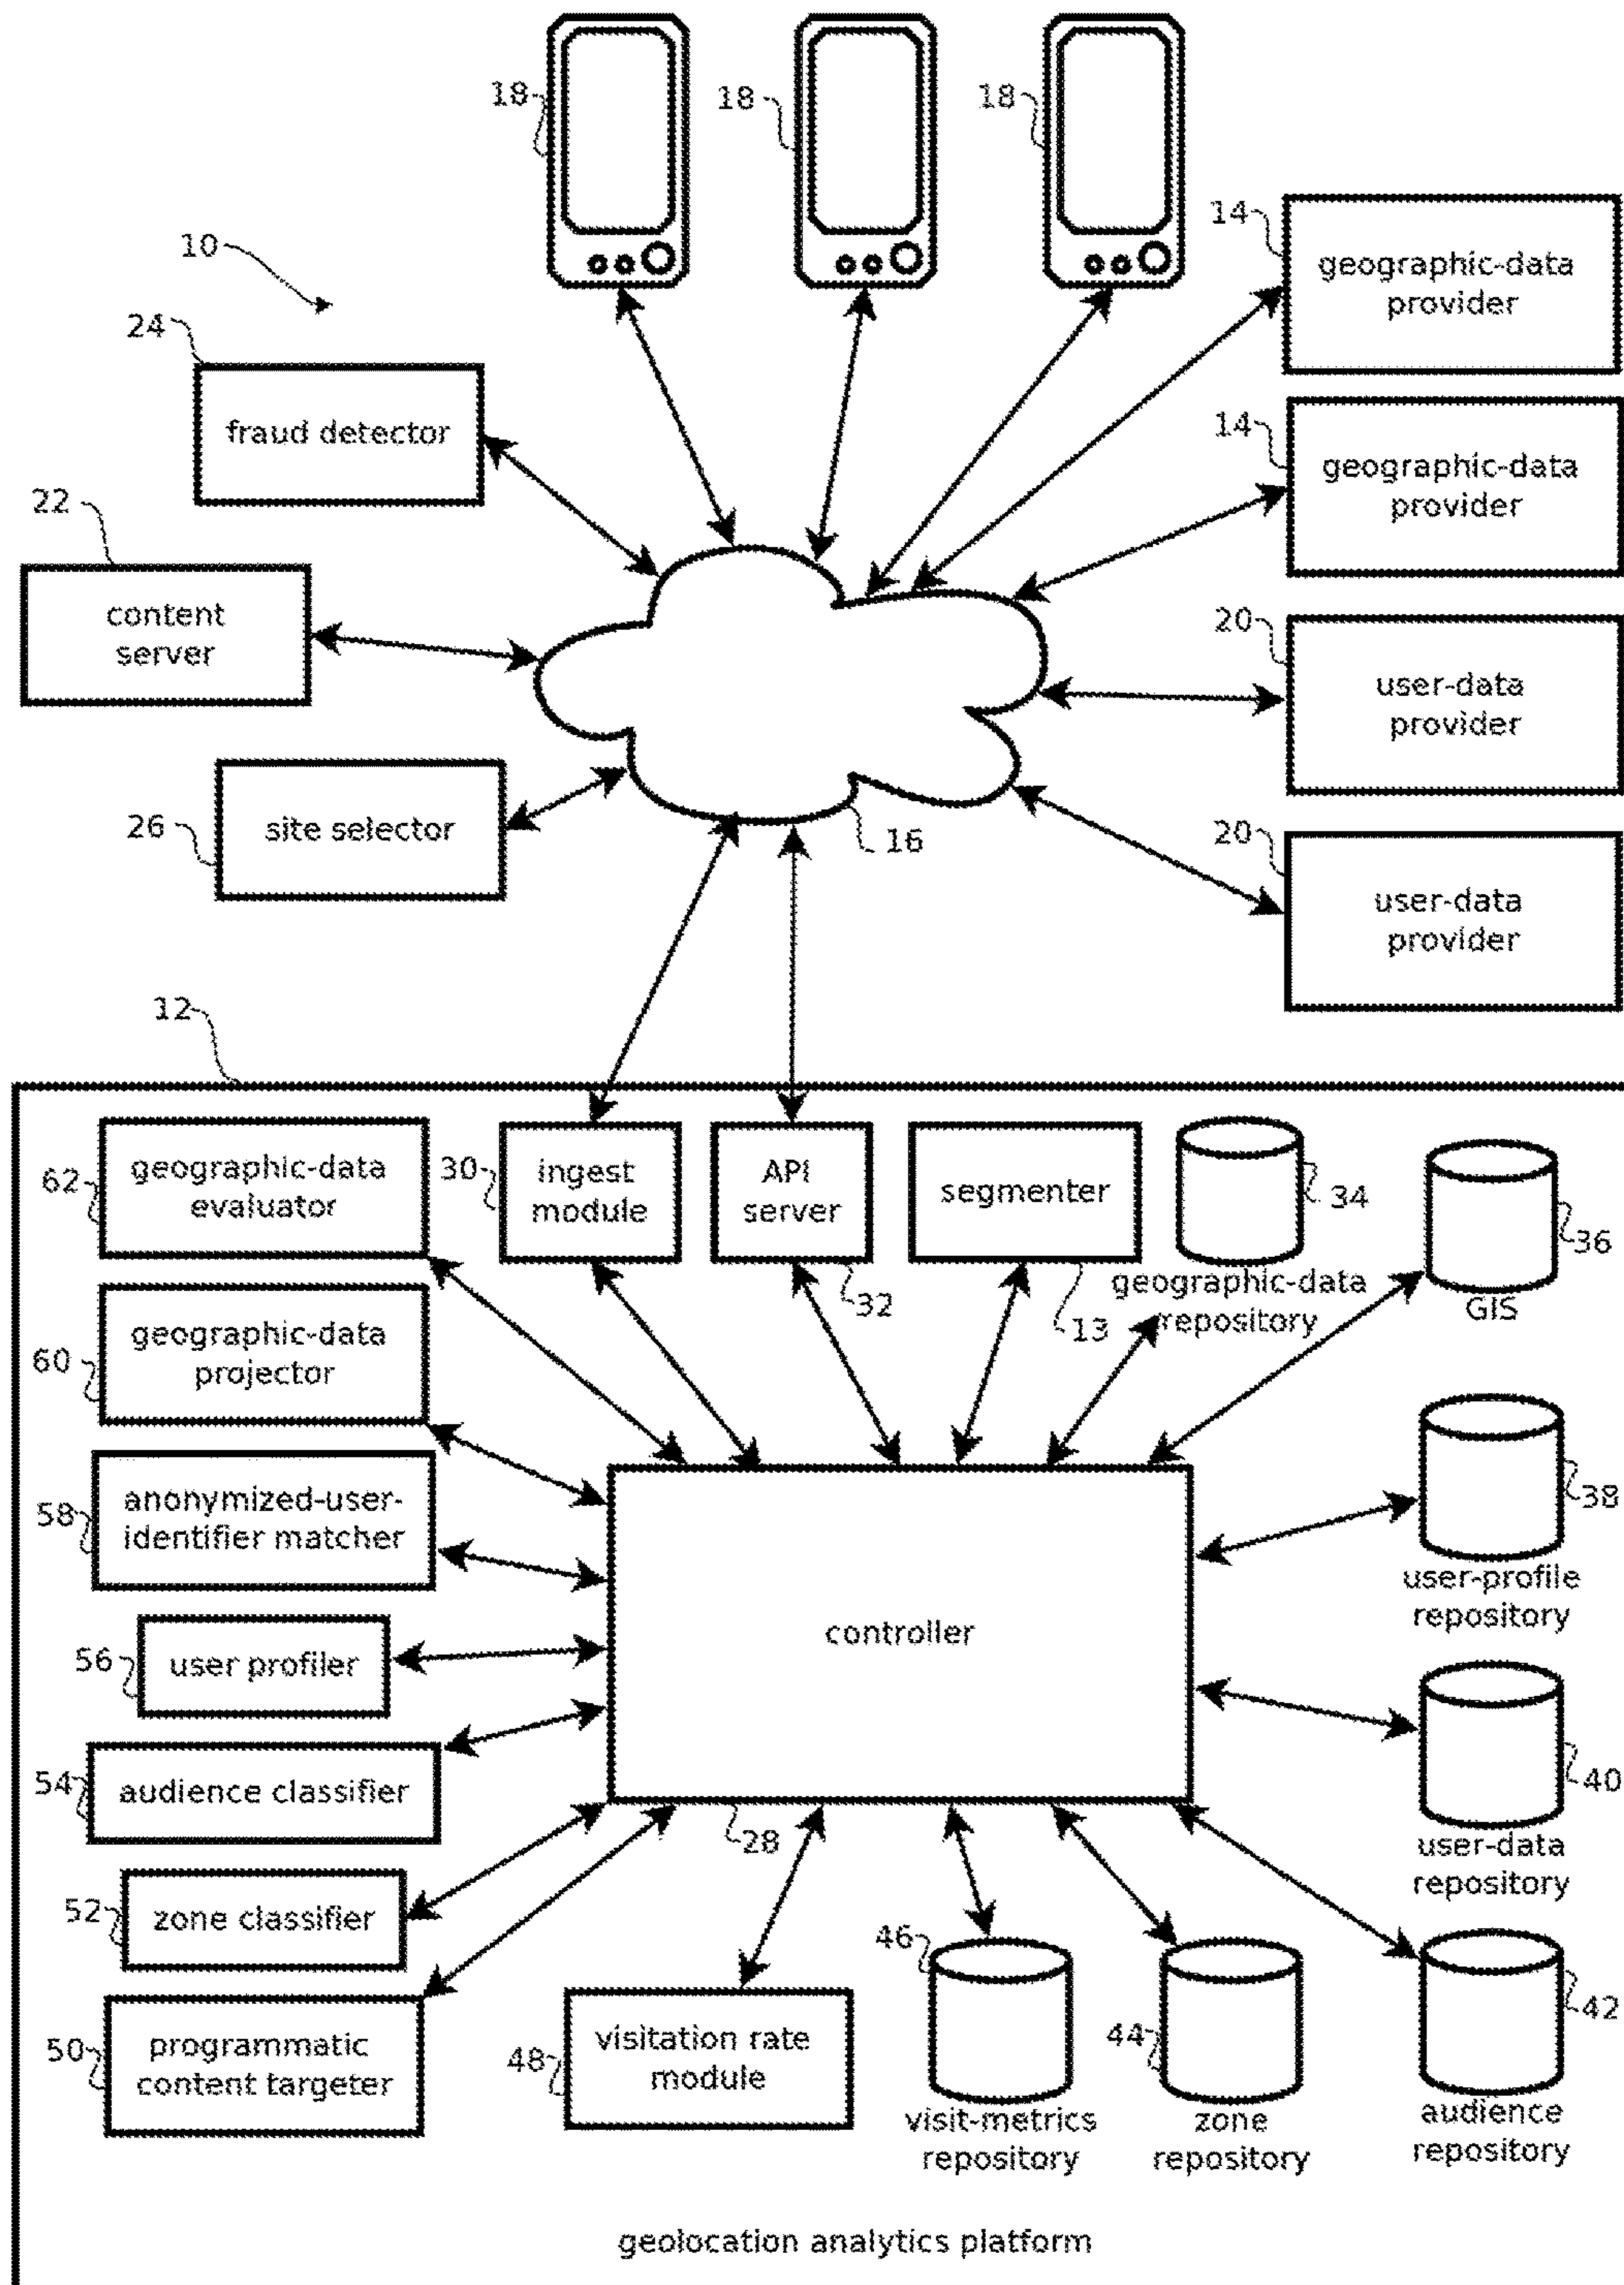 18
18
18
10
14
geographic-data
provider
24
fraud detector
14
geographic-data
provider
22
content
server
20
user-data
provider
26
site selector
16
20
user-data
provider
12
62
geographic-data
evaluator
30
ingest
module
API
server
32
segmenter
13
34
geographic-data
repository
36
GIS
60
geographic-data
projector
58
anonymized-user-
identifier matcher
38
user-profile
repository
controller
28
56
user profiler
54
audience classifier
40
user-data
repository
52
zone classifier
50
programmatic
content targeter
48
visitation rate
module
46
visit-metrics
repository
44
zone
repository
42
audience
repository
geolocation analytics platform